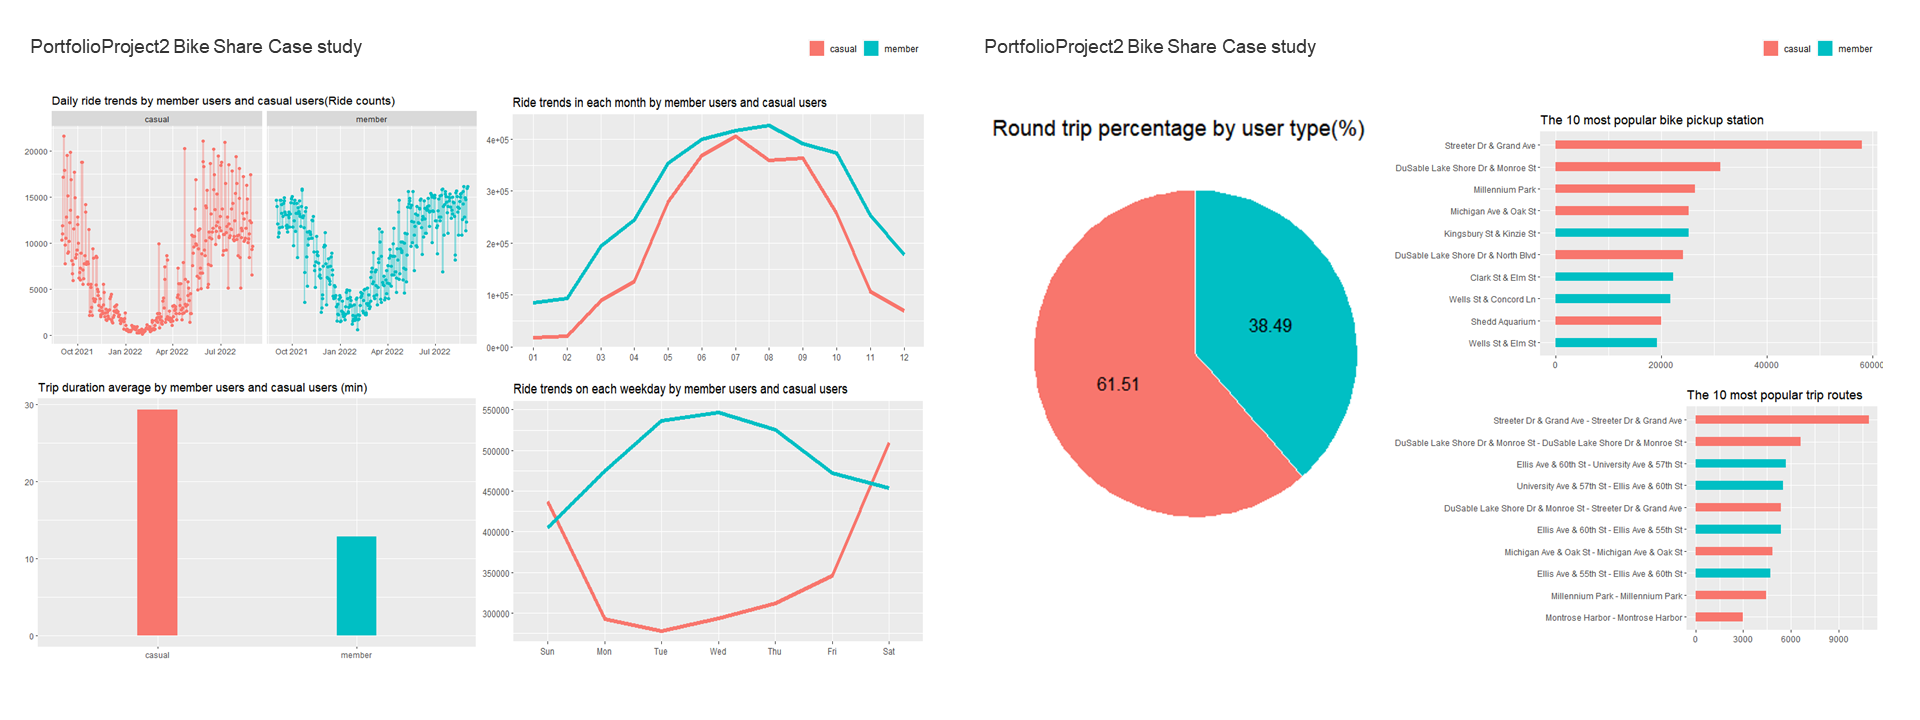 PortfolioProject2 Bike Share Case study
casual
member
Daily ride trends by member users and casual users(Ride counts)
casual
member
20000
15000
10000
5000
0
Oct 2021
Jan 2022
Apr 2022
Jul 2022
Oct 2021
Jan 2022
Apr 2022
Jul 2022
Ride trends in each month by member users and casual users
4e+05
3e+05
2e+05
1e+05
0e+00
01
02
03
04
05
06
07
08
09
10
11
12
Trip duration average by member users and casual users (min)
30
20
10
0
casual
member
Ride trends on each weekday by member users and casual users
550000
500000
450000
400000
350000
300000
Sun
Mon
Tue
Wed
Thu
Fri
Sat
PortfolioProject2 Bike Share Case study
casual
member
Round trip percentage by user type(%)
38.49
61.51
The 10 most popular bike pickup station
Streeter Dr & Grand Ave
DuSable Lake Shore Dr & Monroe St
Millennium Park
Michigan Ave & Oak St
Kingsbury St & Kinzie St
DuSable Lake Shore Dr & North Blvd
Clark St & Elm St
Wells St & Concord Ln
Shedd Aquarium
Wells St & Elm St
0
20000
40000
60000
The 10 most popular trip routes
Streeter Dr & Grand Ave - Streeter Dr & Grand Ave
DuSable Lake Shore Dr & Monroe St - DuSable Lake Shore Dr & Monroe St
Ellis Ave & 60th St - University Ave & 57th St
University Ave & 57th St - Ellis Ave & 60th St
DuSable Lake Shore Dr & Monroe St - Streeter Dr & Grand Ave
Ellis Ave & 60th St - Ellis Ave & 55th St
Michigan Ave & Oak St - Michigan Ave & Oak St
Ellis Ave & 55th St - Ellis Ave & 60th St
Millennium Park - Millennium Park
Montrose Harbor - Montrose Harbor
0
3000
6000
9000